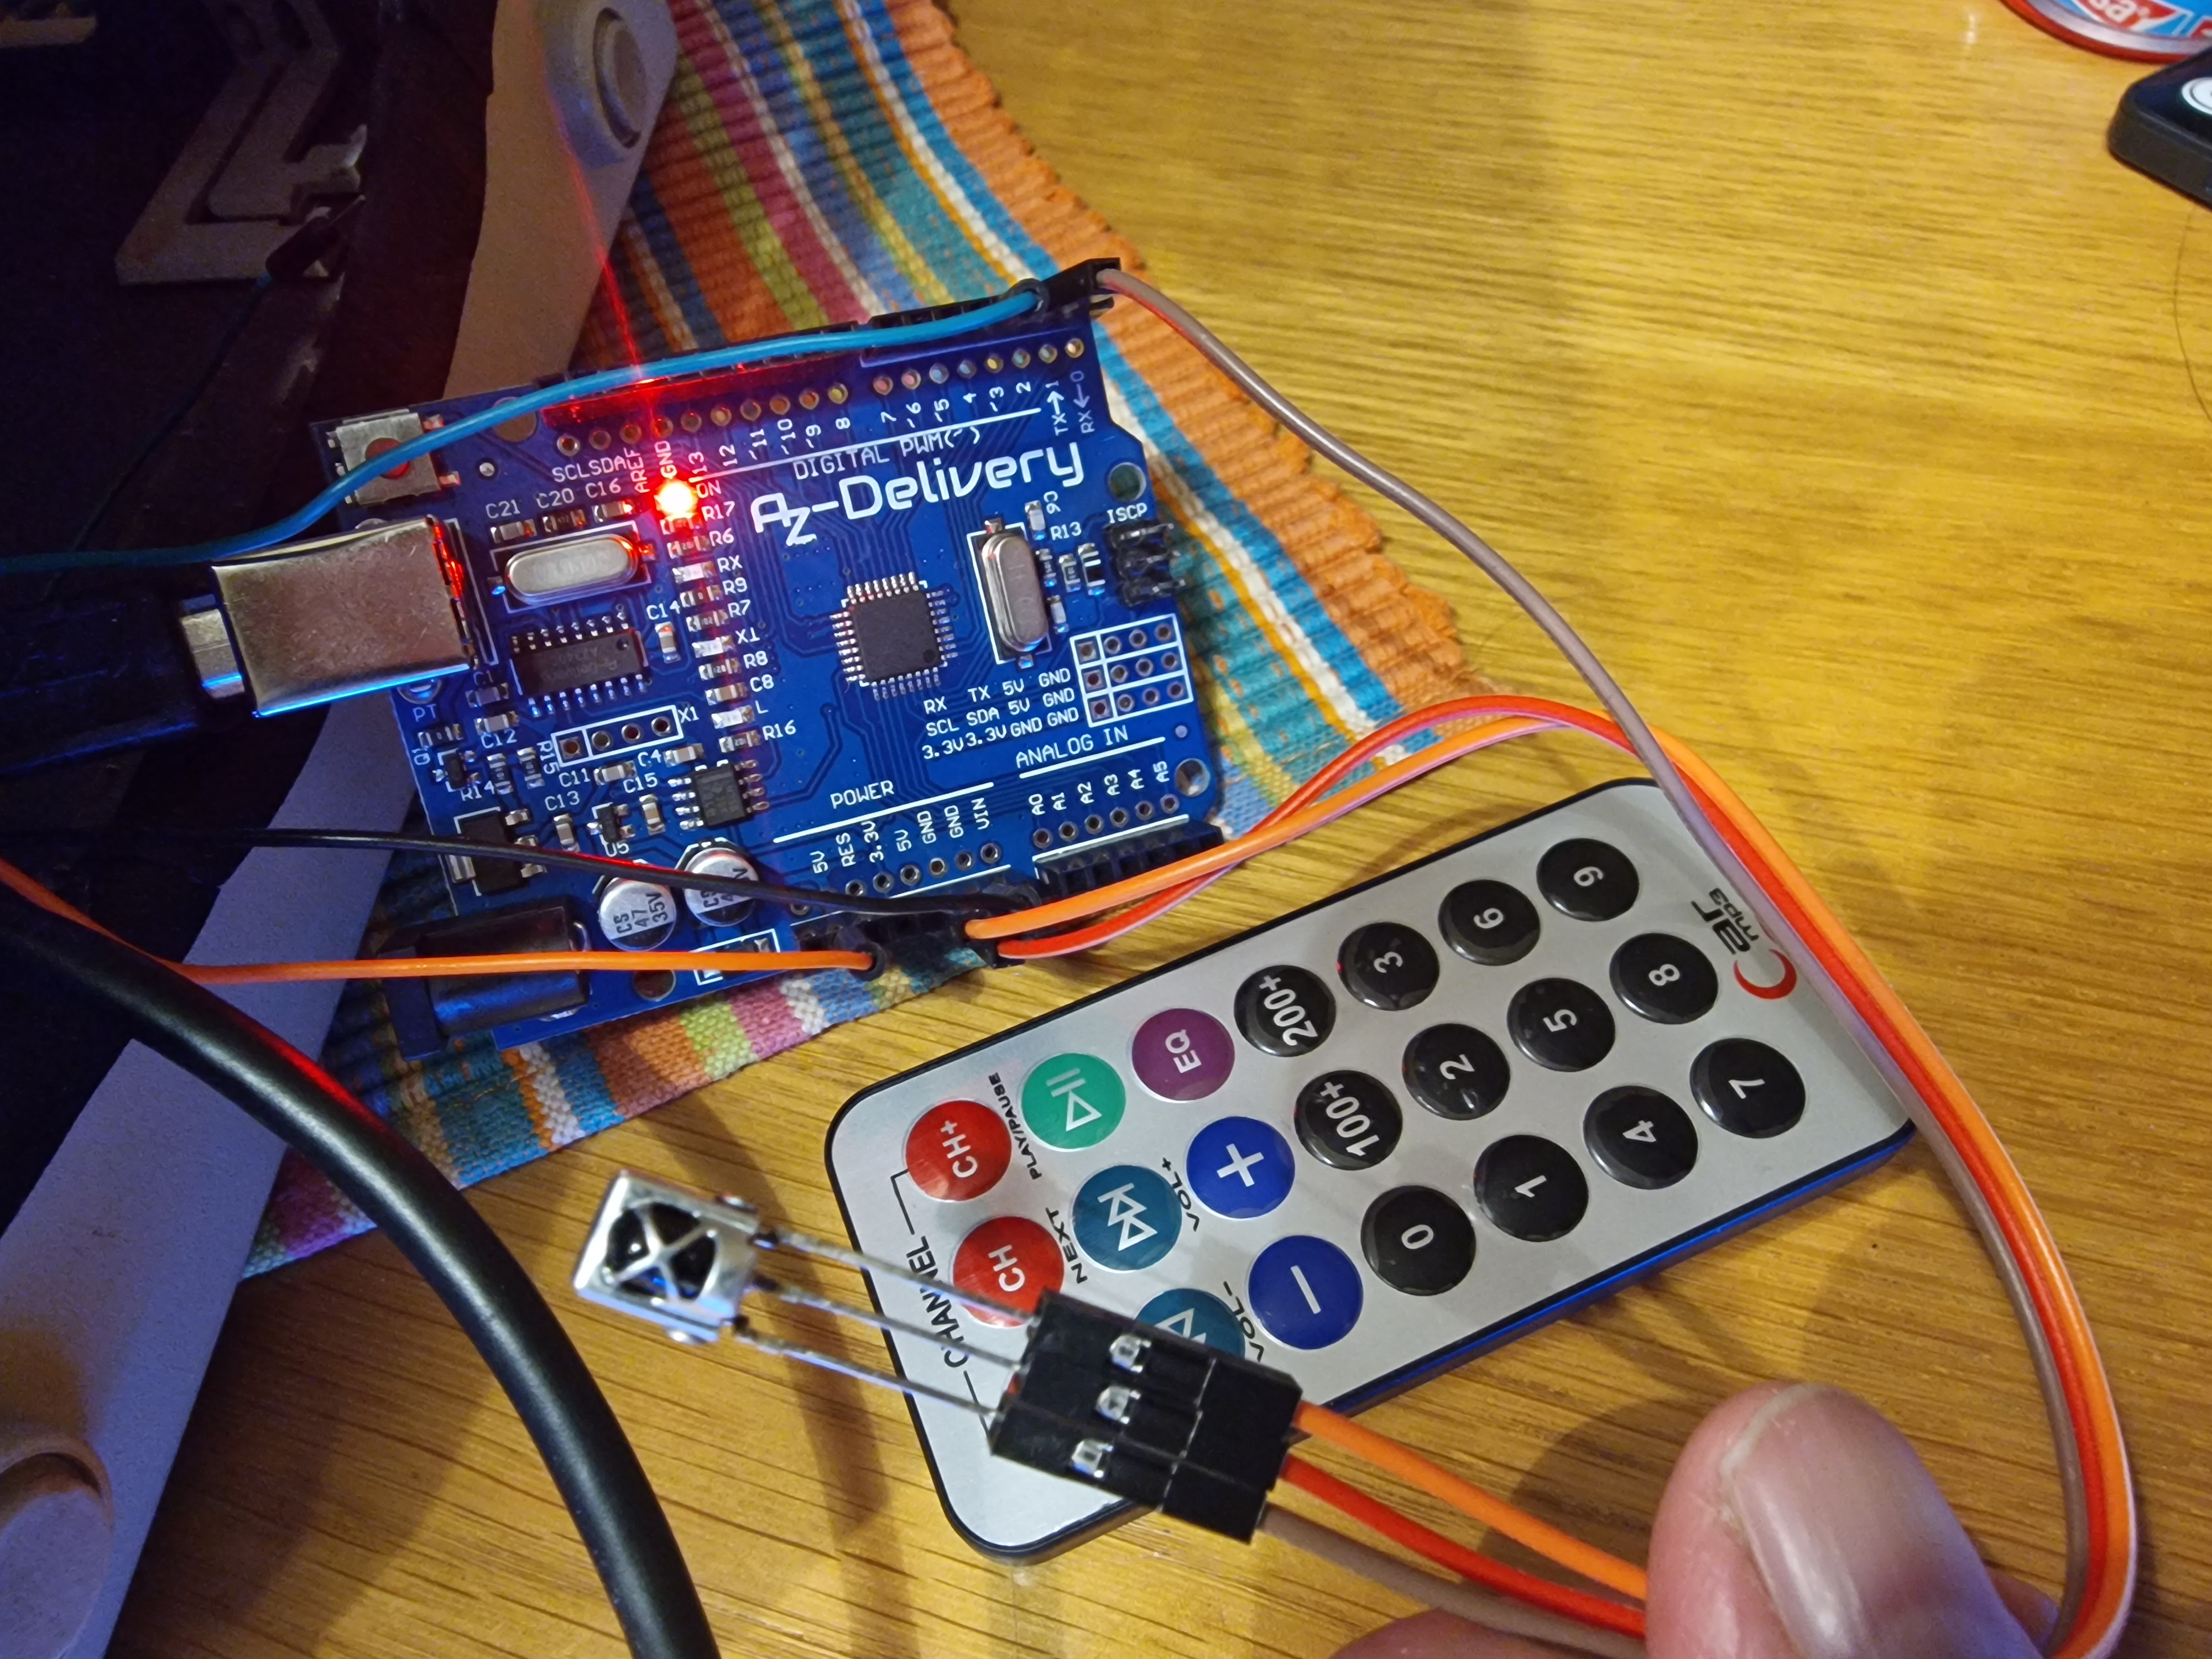 SCL SDA AREF GND 13 12 ~11 ~10 ~9 8 7 ~6 ~5 4 ~3 2 TX→1 RX←0
DIGITAL PWM(~)
AZ-Delivery
C21 C20 C16
ON
R17
R6
RX
R9
C14
R7
TX
R8
C8
L
R16
X1
R13
ISCP
RX TX 5V GND
SCL SDA 5V GND
3.3V 3.3V GND GND
ANALOG IN
A0 A1 A2 A3 A4 A5
POWER
5V RES 3.3V 5V GND GND VIN
PT
Q1
C12
R15
R14
C11
C4
C13
C15
U5
CS
47
35V
CH
CH+
CHANNEL
PLAY/PAUSE
NEXT
EQ
VOL-
VOL+
0
100+
200+
1
2
3
4
5
6
7
8
9
Car
mp3